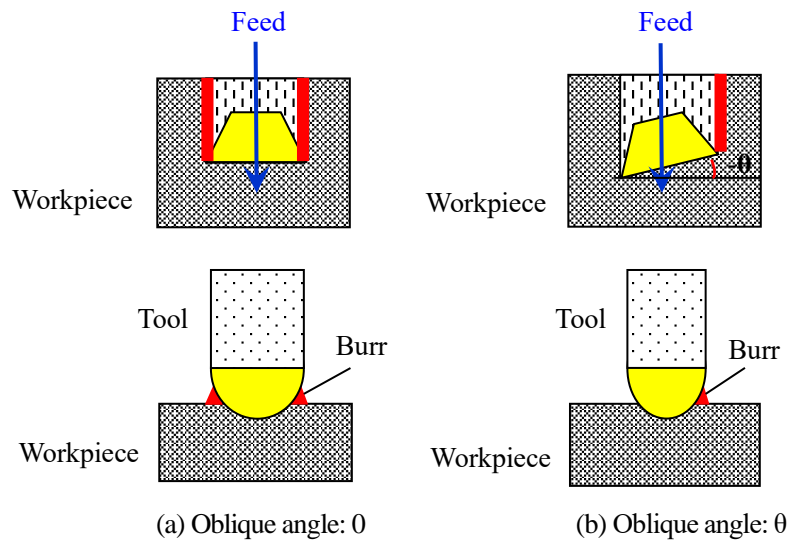 Feed
Workpiece
Tool
Burr
Workpiece
(a) Oblique angle: 0
Feed
-θ
Workpiece
Tool
Burr
Workpiece
(b) Oblique angle: θ